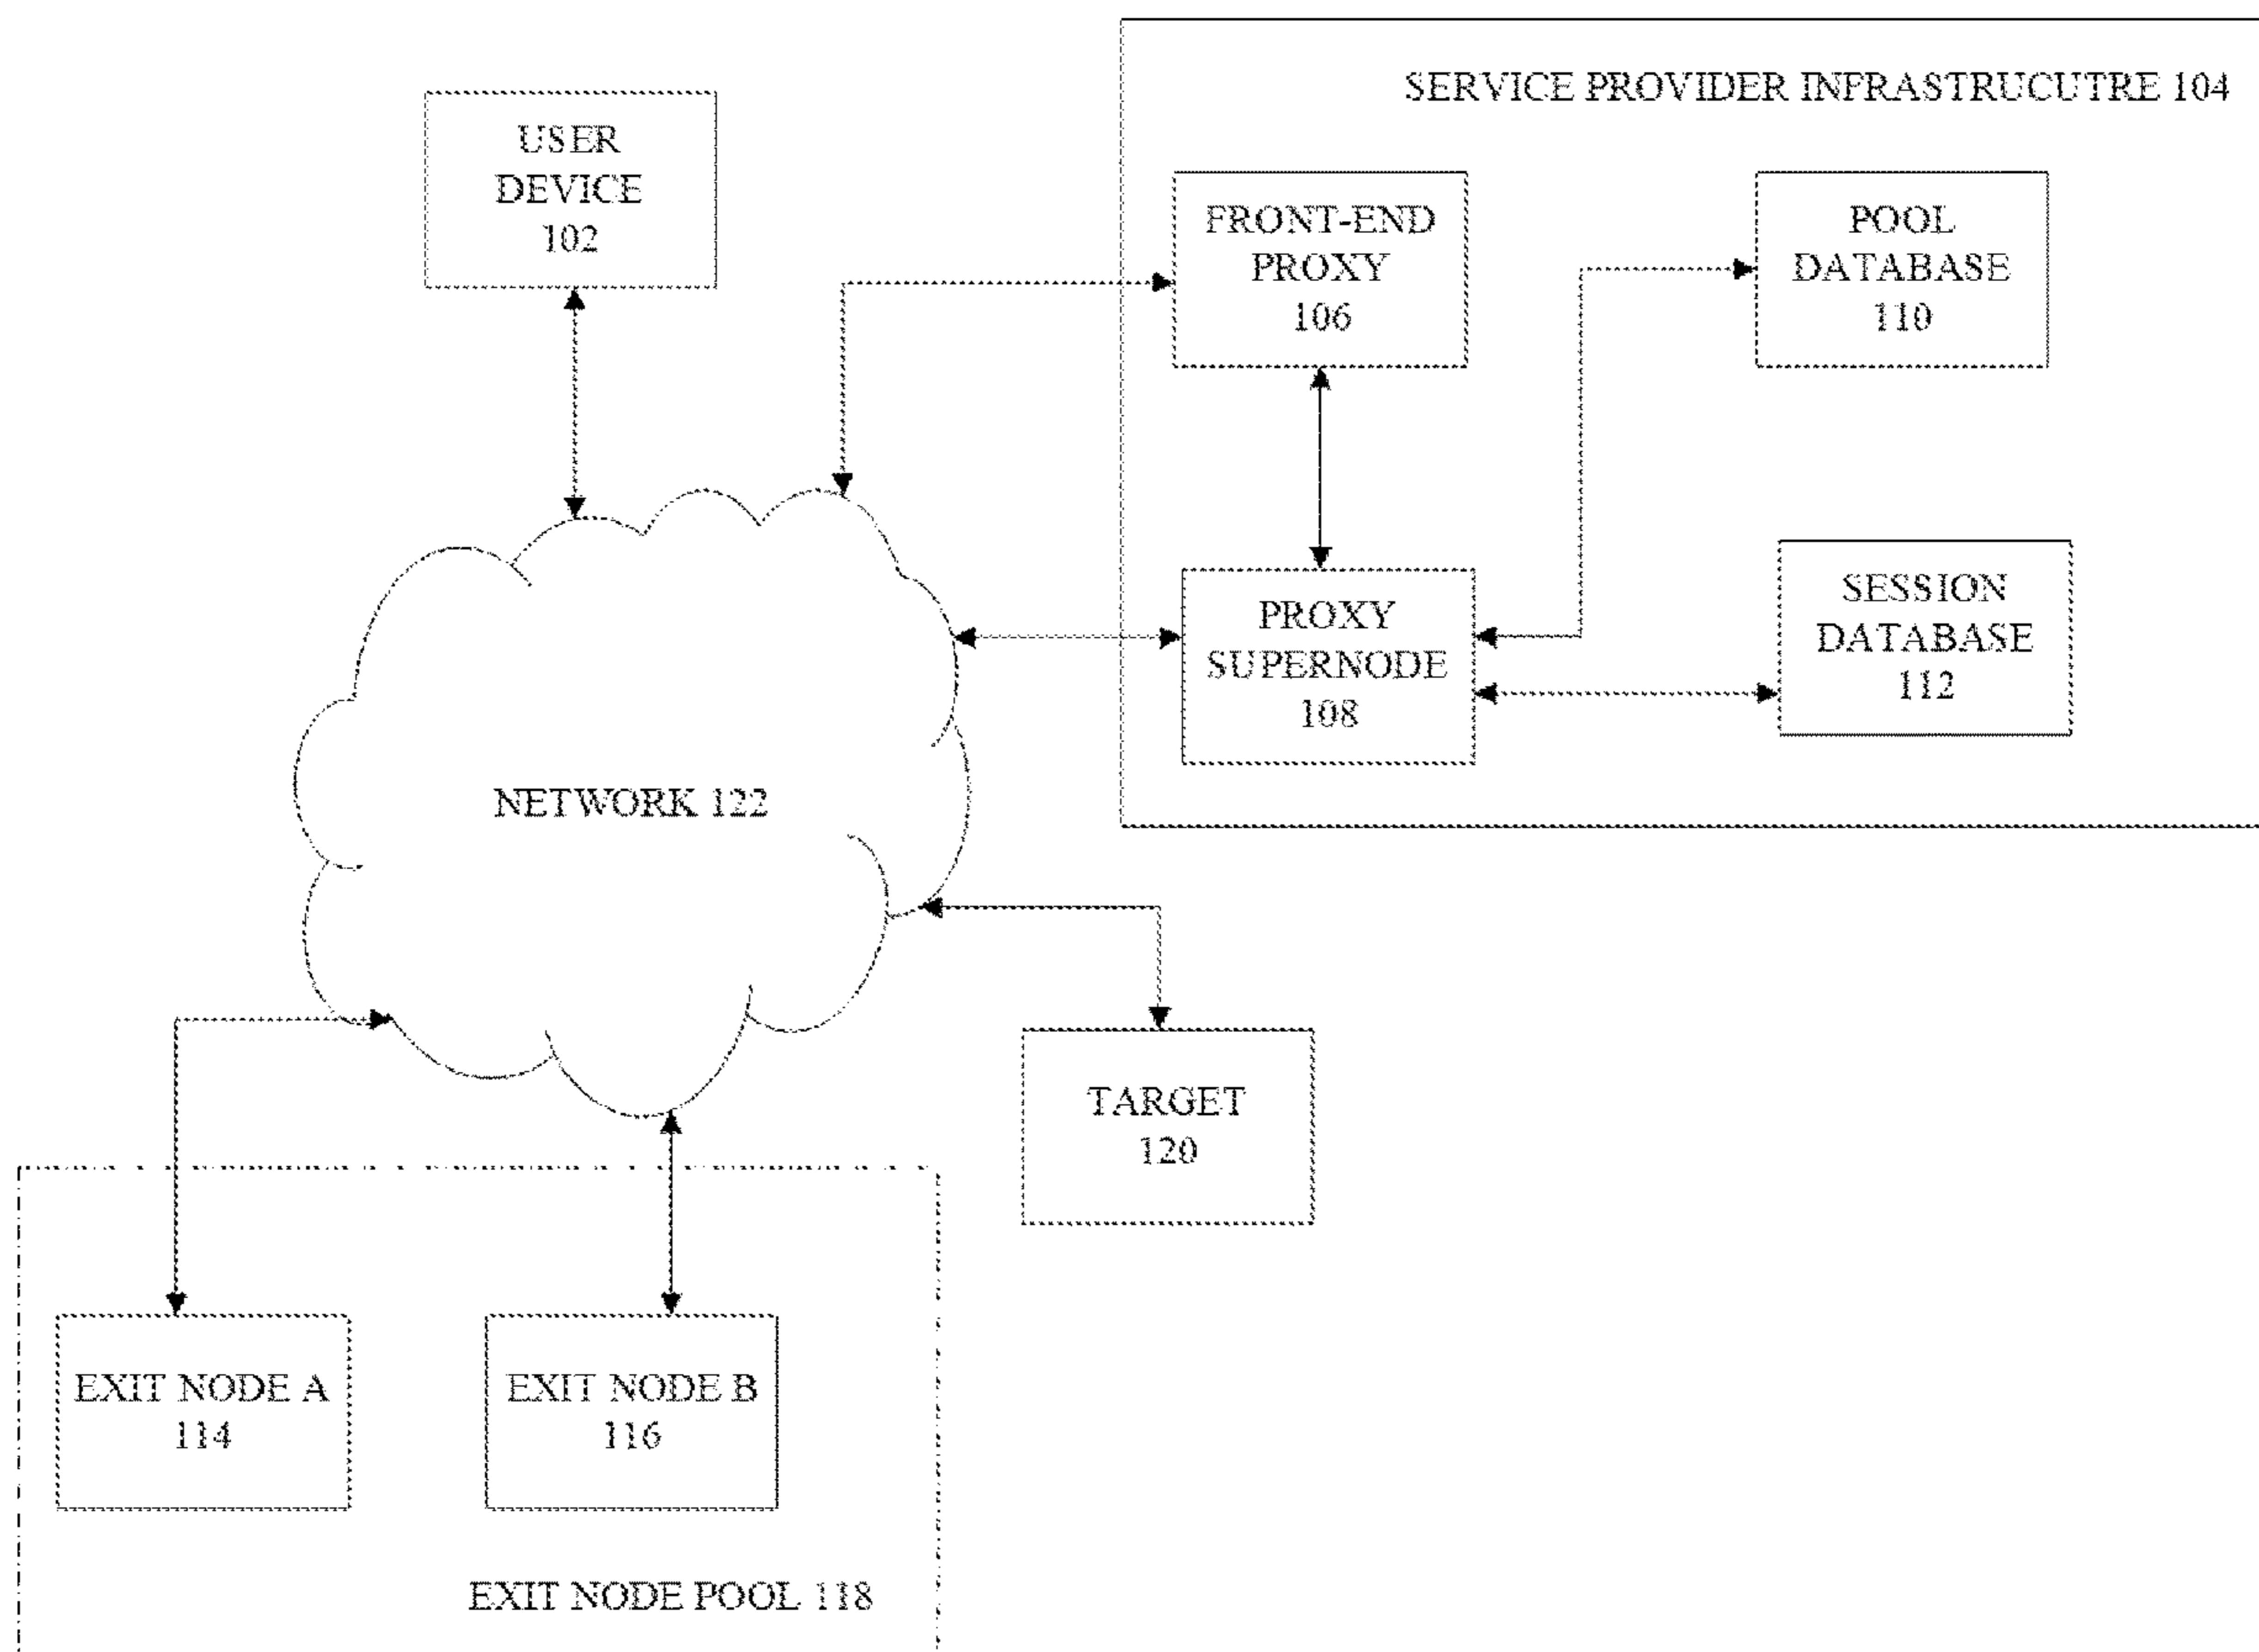 SERVICE PROVIDER INFRASTRUCUTRE 104
USER
DEVICE
102
FRONT-END
PROXY
106
POOL
DATABASE
110
PROXY
SUPERNODE
108
SESSION
DATABASE
112
NETWORK 122
TARGET
120
EXIT NODE A
114
EXIT NODE B
116
EXIT NODE POOL 118